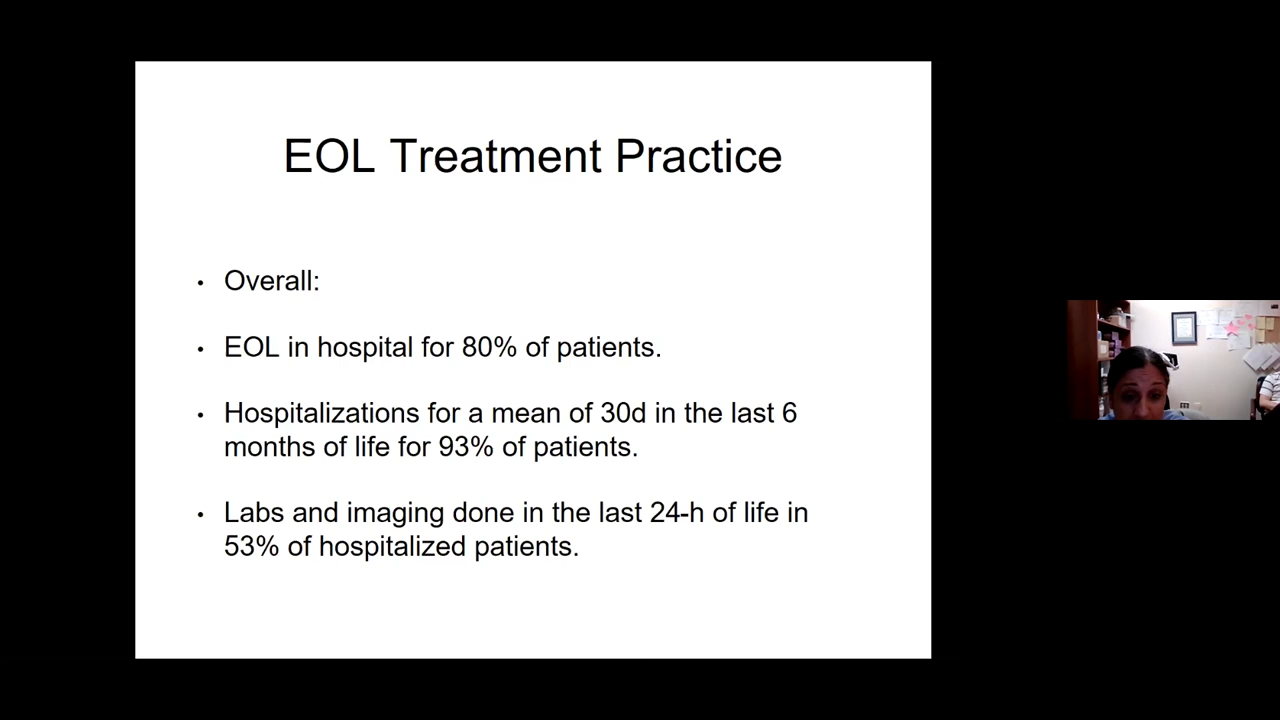 EOL Treatment Practice
• Overall:
• EOL in hospital for 80% of patients.
• Hospitalizations for a mean of 30d in the last 6
months of life for 93% of patients.
• Labs and imaging done in the last 24-h of life in
53% of hospitalized patients.